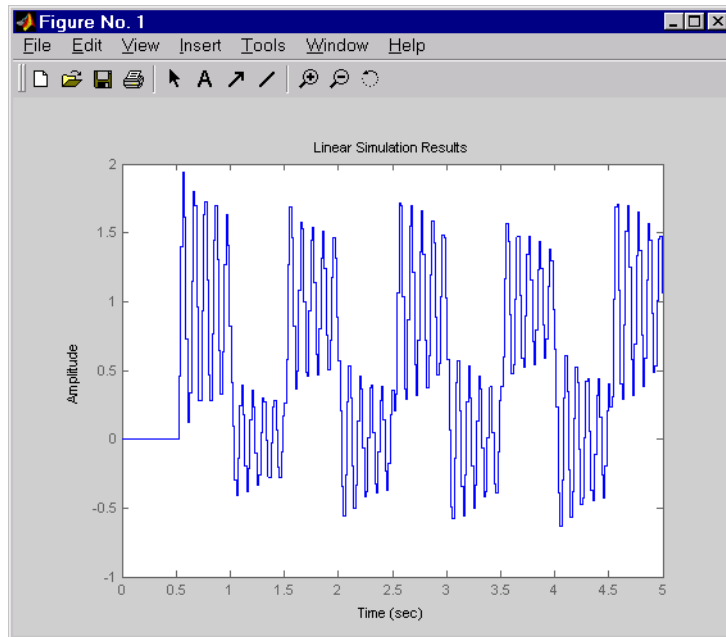 Figure No. 1
File Edit View Insert Tools Window Help
A
Linear Simulation Results
2
1.5
1
0.5
0
-0.5
-1
Amplitude
0 0.5 1 1.5 2 2.5 3 3.5 4 4.5 5
Time (sec)